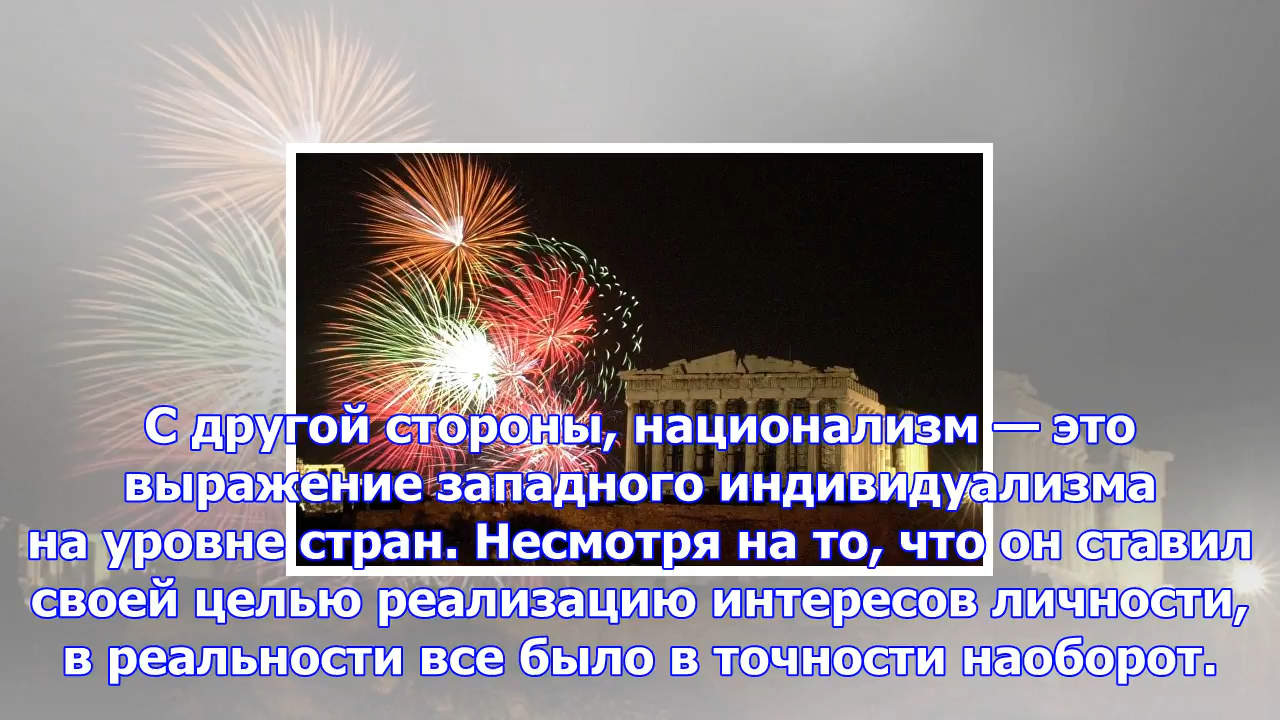 С другой стороны, национализм — это
выражение западного индивидуализма
на уровне стран. Несмотря на то, что он ставил
своей целью реализацию интересов личности,
в реальности все было в точности наоборот.